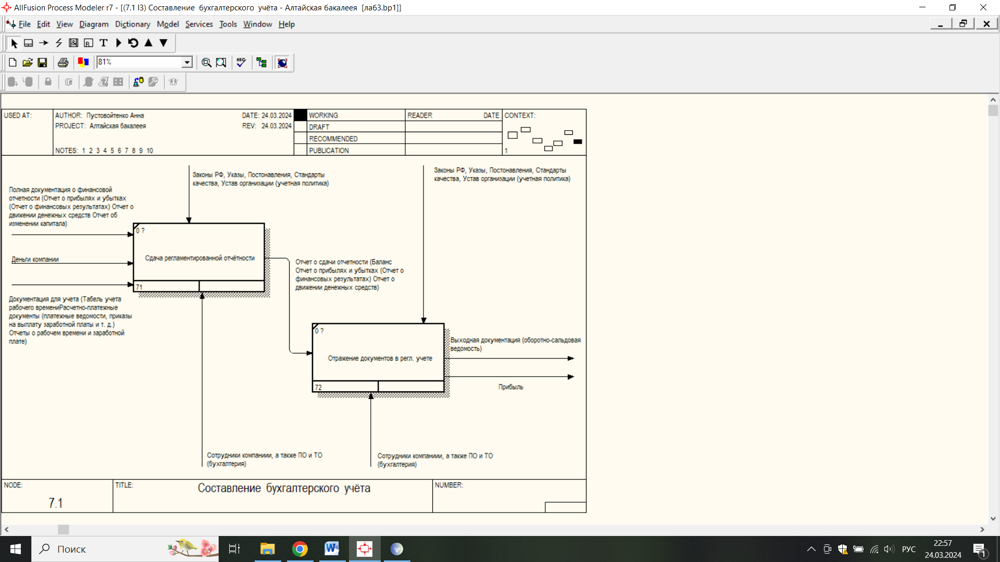 AllFusion Process Modeler r7 - [(7.1 I3) Составление бухгалтерского учёта - Алтайская бакалеея [лаб3.bp1]]
File Edit View Diagram Dictionary Model Services Tools Window Help
81%
USED AT:
AUTHOR: Пустовойтенко Анна
DATE: 24.03.2024
PROJECT: Алтайская бакалеея
REV: 24.03.2024
NOTES: 1 2 3 4 5 6 7 8 9 10
WORKING
DRAFT
RECOMMENDED
PUBLICATION
READER
DATE
CONTEXT:
1
Законы РФ, Указы, Постонавления, Стандарты
качества, Устав организации (учетная политика)
Законы РФ, Указы, Постонавления, Стандарты
качества, Устав организации (учетная политика)
Полная документация о финансовой
отчетности (Отчет о прибылях и убытках
(Отчет о финансовых результатах) Отчет о
движении денежных средств Отчет об
изменении капитала)
0 ?
Деньги компании
Сдача регламентированной отчётности
71
Отчет о сдачи отчетности (Баланс
Отчет о прибылях и убытках (Отчет о
финансовых результатах) Отчет о
движении денежных средств)
Документация для учета (Табель учета
рабочего времениРасчетно-платежные
документы (платежные ведомости, приказы
на выплату заработной платы и т. д.)
Отчеты о рабочем времени и заработной
плате)
0 ?
Отражение документов в регл. учете
72
Выходная документация (оборотно-сальдовая
ведомость)
Прибыль
Сотрудники компаниии, а также ПО и ТО
(бухгалтерия)
Сотрудники компаниии, а также ПО и ТО
(бухгалтерия)
NODE:
7.1
TITLE:
Составление бухгалтерского учёта
NUMBER:
Поиск
РУС
22:57
24.03.2024
1